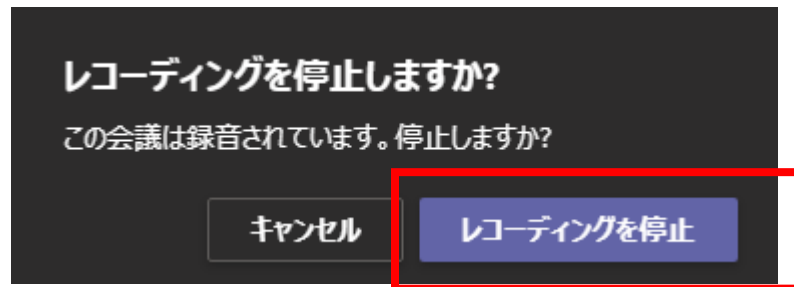 レコーディングを停止しますか?
この会議は録音されています。停止しますか?
キャンセル
レコーディングを停止